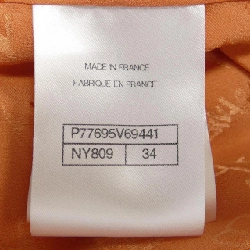 MADE IN FRANCE
FABRIQUE EN FRANCE
P77695V69441
NY809 34